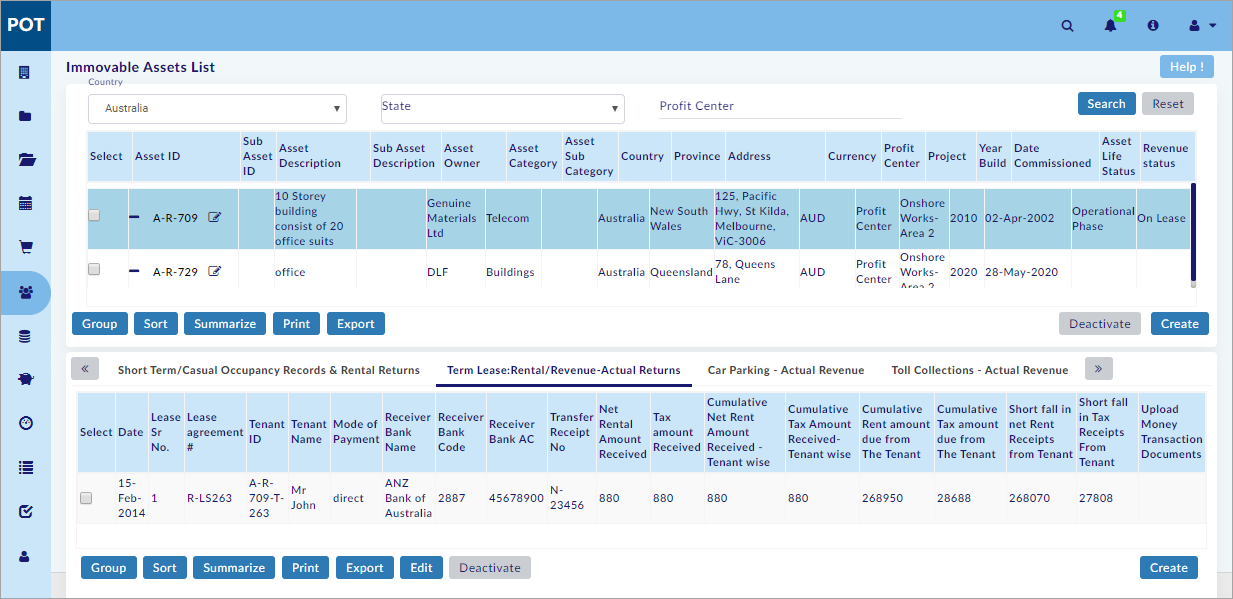 POT
4
Immovable Assets List
Help !
Country
Australia
State
Profit Center
Search
Reset
Select
Asset ID
Sub Asset ID
Asset Description
Sub Asset Description
Asset Owner
Asset Category
Asset Sub Category
Country
Province
Address
Currency
Profit Center
Project
Year Build
Date Commissioned
Asset Life Status
Revenue status
A-R-709
10 Storey building consist of 20 office suits
Genuine Materials Ltd
Telecom
Australia
New South Wales
125, Pacific Hwy, St Kilda, Melbourne, ViC-3006
AUD
Profit Center
Onshore Works- Area 2
2010
02-Apr-2002
Operational Phase
On Lease
A-R-729
office
DLF
Buildings
Australia
Queensland
78, Queens Lane
AUD
Profit Center
Onshore Works- Area 2
2020
28-May-2020
Group
Sort
Summarize
Print
Export
Deactivate
Create
«
Short Term/Casual Occupancy Records & Rental Returns
Term Lease:Rental/Revenue-Actual Returns
Car Parking - Actual Revenue
Toll Collections - Actual Revenue
»
Select
Date
Lease Sr No.
Lease agreement #
Tenant ID
Tenant Name
Mode of Payment
Receiver Bank Name
Receiver Bank Code
Receiver Bank AC
Transfer Receipt No
Net Rental Amount Received
Tax amount Received
Cumulative Net Rent Amount Received - Tenant wise
Cumulative Tax Amount Received- Tenant wise
Cumulative Rent amount due from The Tenant
Cumulative Tax amount due from The Tenant
Short fall in net Rent Receipts from Tenant
Short fall in Tax Receipts From Tenant
Upload Money Transaction Documents
15-Feb-2014
1
R-LS263
A-R-709-T-263
Mr John
direct
ANZ Bank of Australia
2887
45678900
N-23456
880
880
880
880
268950
28688
268070
27808
Group
Sort
Summarize
Print
Export
Edit
Deactivate
Create